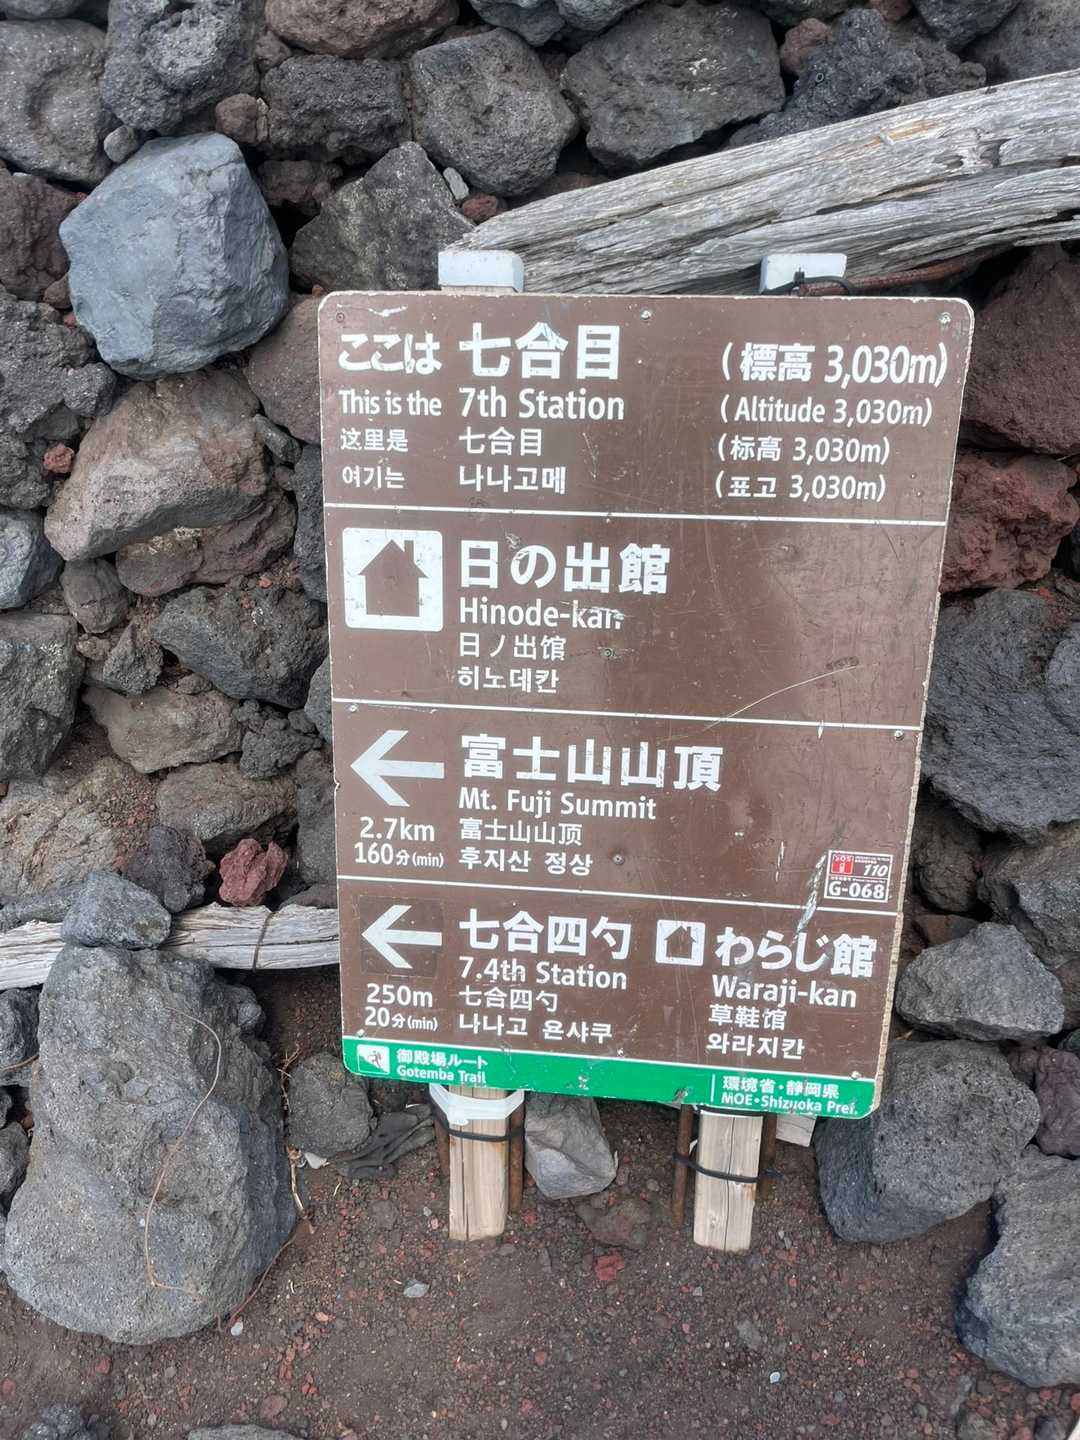 ここは 七合目 (標高 3,030m)
This is the 7th Station (Altitude 3,030m)
这里是 七合目 (标高 3,030m)
여기는 나나고메 (표고 3,030m)
日の出館
Hinode-kan
日ノ出馆
히노데칸
富士山山頂
Mt. Fuji Summit
2.7km 富士山山顶
160分(min) 후지산 정상
SOS 110
G-068
七合四勺 わらじ館
7.4th Station Waraji-kan
250m 七合四勺 草鞋馆
20分(min) 나나고 욘샤쿠 와라지칸
御殿場ルート 環境省・静岡県
Gotemba Trail MOE・Shizuoka Pref.